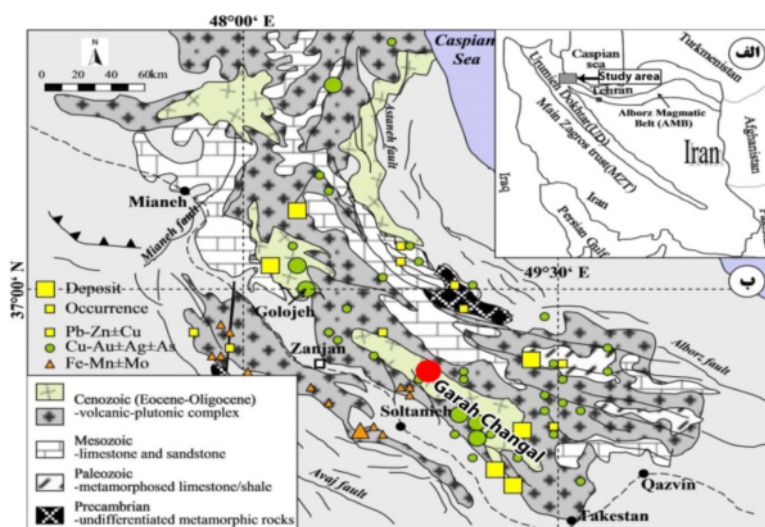 48°00' E
N
0 20 40 60km
Caspian
Sea
Astaneh fault
Mianeh
Mianeh fault
37°00' N
49°30' E
Deposit
Occurrence
Pb-Zn±Cu
Cu-Au±Ag±As
Fe-Mn±Mo
Golojeh
Zanjan
Soltanieh
Garah Changal
Alborz fault
Avaj fault
Qazvin
Takestan
Cenozoic (Eocene-Oligocene)
-volcanic-plutonic complex
Mesozoic
-limestone and sandstone
Paleozoic
-metamorphosed limestone/shale
Precambrian
-undifferentiated metamorphic rocks
الف
Caspian
sea
Turkmenistan
Study area
Tehran
Urumieh Dokhtar(UD)
Main Zagros trust(MZT)
Alborz Magmatic
Belt (AMB)
Iran
Afghanistan
Iraq
Iran
Persian Gulf
ب